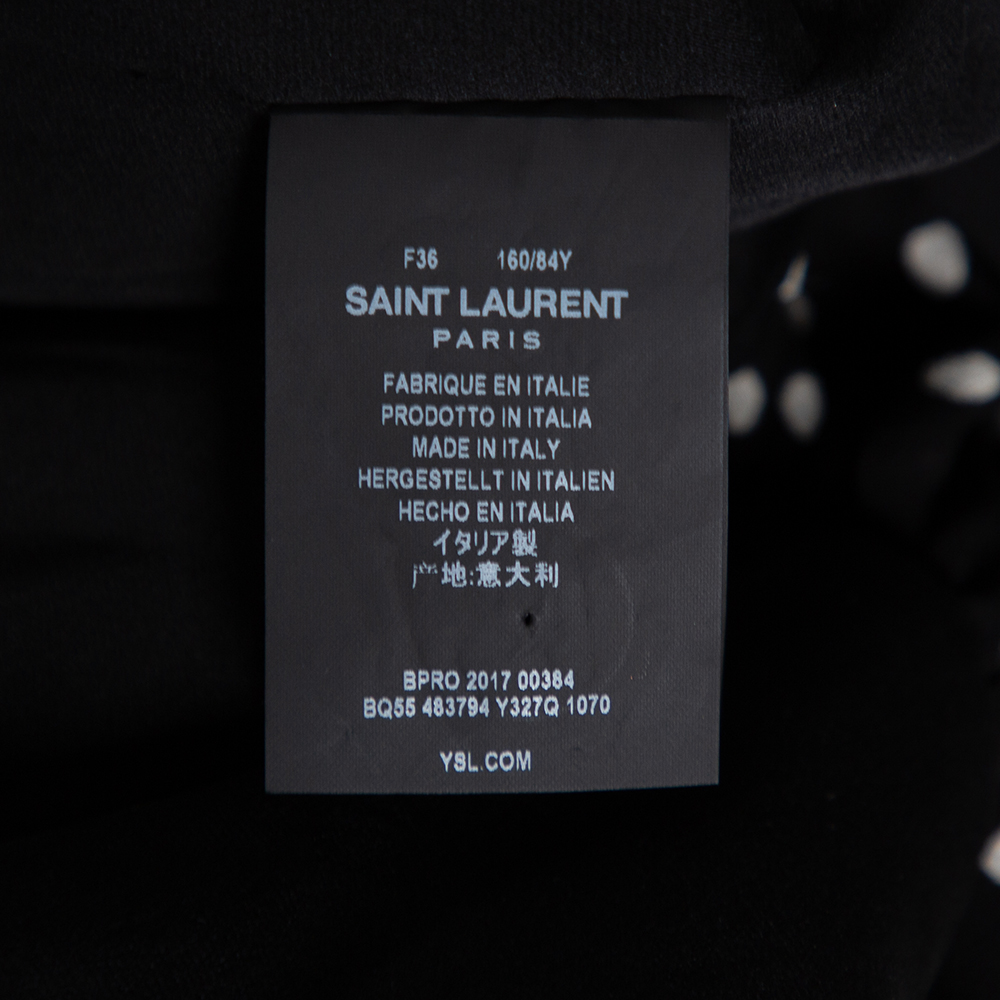 F36 160/84Y
SAINT LAURENT
PARIS
FABRIQUE EN ITALIE
PRODOTTO IN ITALIA
MADE IN ITALY
HERGESTELLT IN ITALIEN
HECHO EN ITALIA
イタリア製
产地:意大利
BPRO 2017 00384
BQ55 483794 Y327Q 1070
YSL.COM